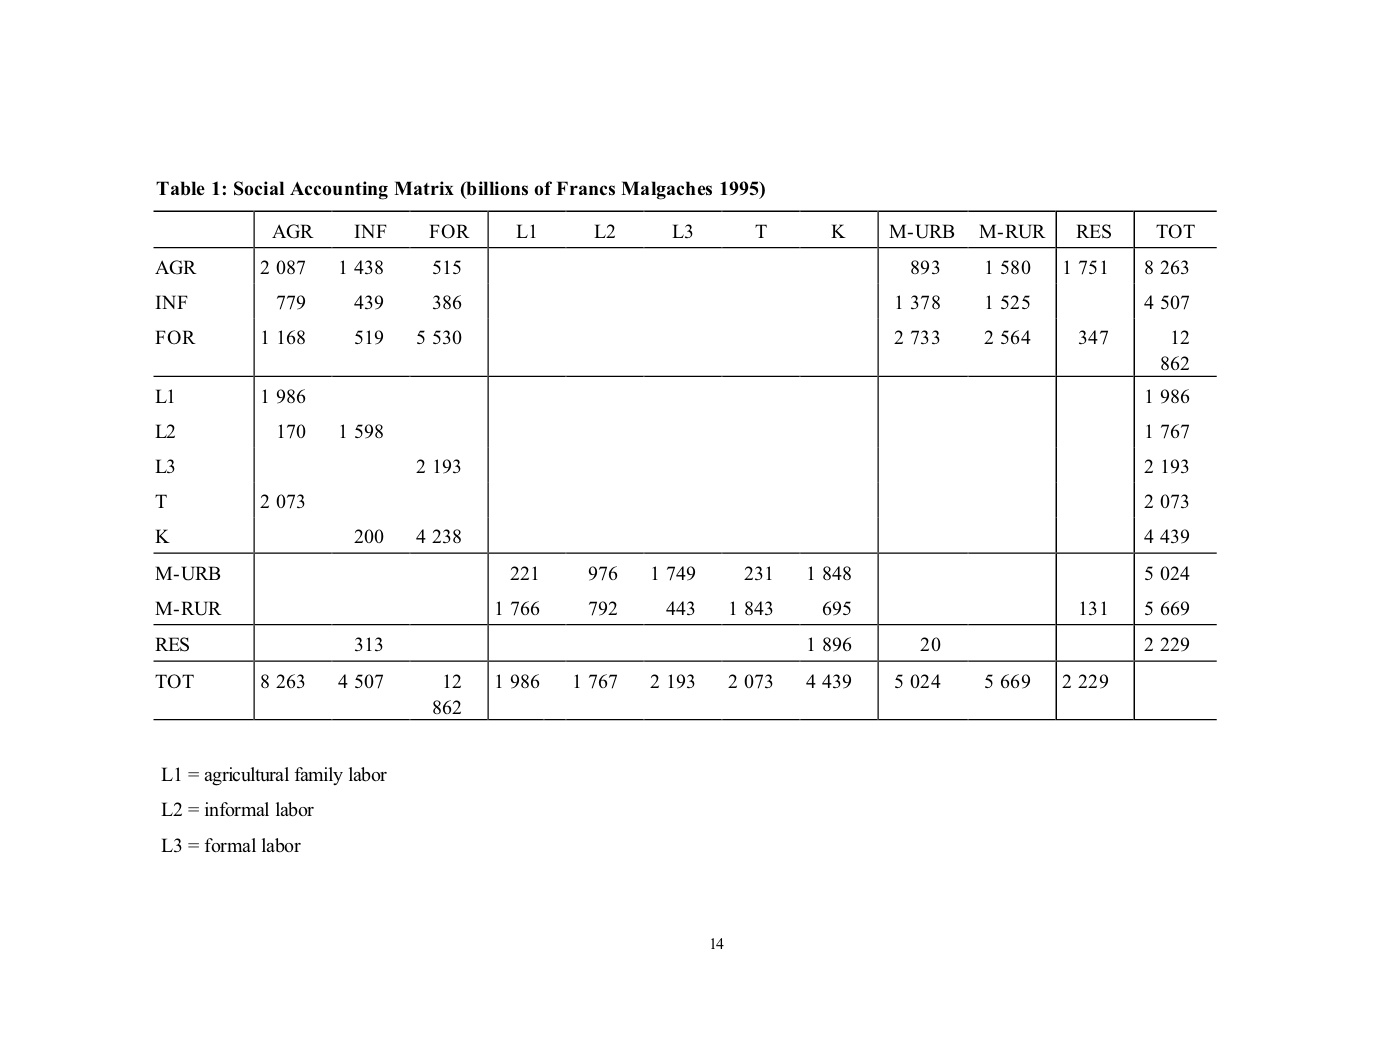 Table 1: Social Accounting Matrix (billions of Francs Malgaches 1995)
AGR INF FOR L1 L2 L3 T K M-URB M-RUR RES TOT
AGR 2 087 1 438 515 893 1 580 1 751 8 263
INF 779 439 386 1 378 1 525 4 507
FOR 1 168 519 5 530 2 733 2 564 347 12
862
L1 1 986 1 986
L2 170 1 598 1 767
L3 2 193 2 193
T 2 073 2 073
K 200 4 238 4 439
M-URB 221 976 1 749 231 1 848 5 024
M-RUR 1 766 792 443 1 843 695 131 5 669
RES 313 1 896 20 2 229
TOT 8 263 4 507 12 1 986 1 767 2 193 2 073 4 439 5 024 5 669 2 229
862
L1 = agricultural family labor
L2 = informal labor
L3 = formal labor
14